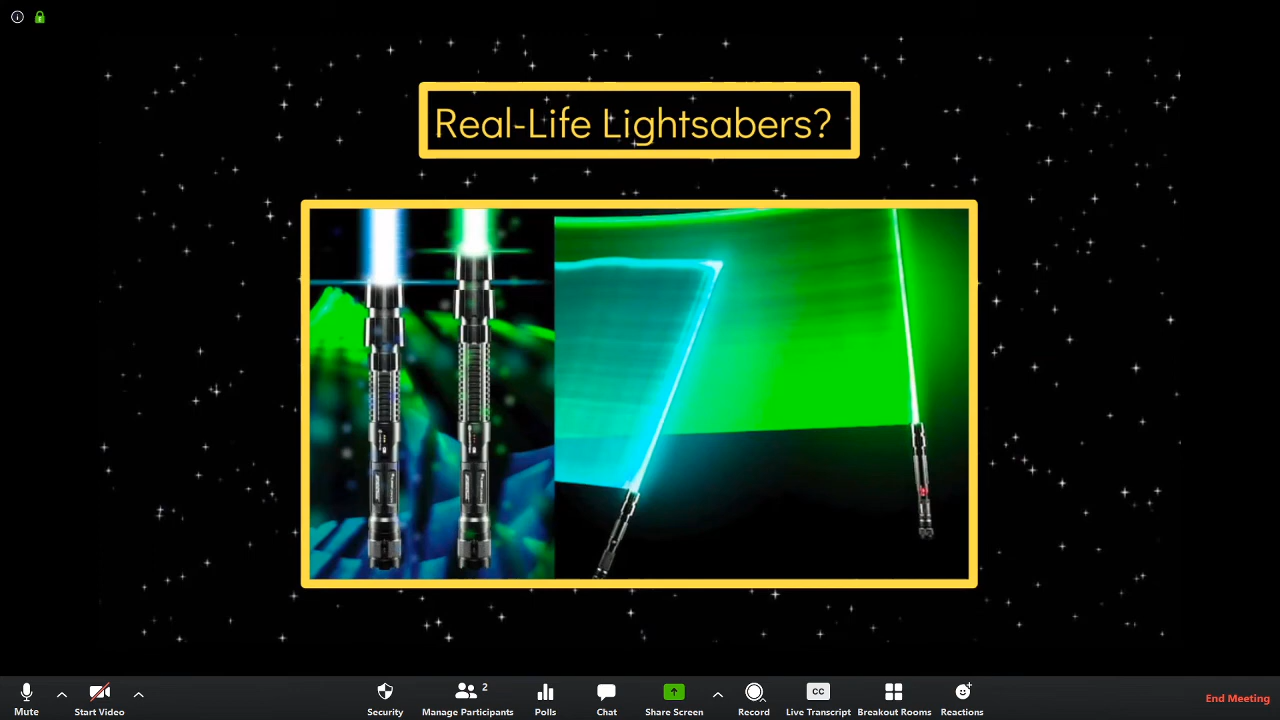 Real-Life Lightsabers?
2
Mute
Start Video
Security
Manage Participants
Polls
Chat
Share Screen
Record
CC
Live Transcript
Breakout Rooms
Reactions
End Meeting